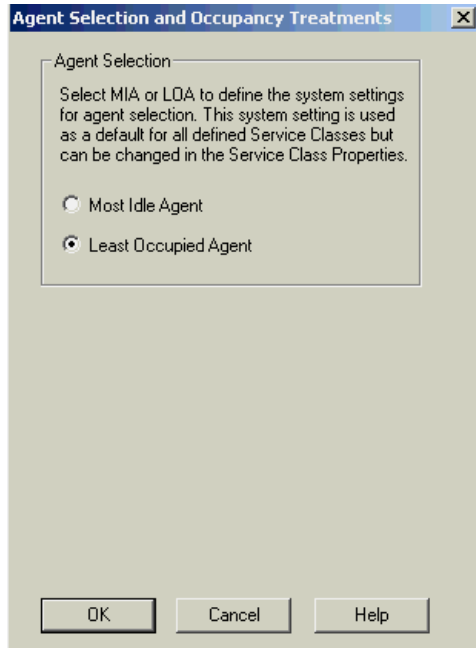 Agent Selection and Occupancy Treatments
Agent Selection
Select MIA or LOA to define the system settings
for agent selection. This system setting is used
as a default for all defined Service Classes but
can be changed in the Service Class Properties.
Most Idle Agent
Least Occupied Agent
OK Cancel Help